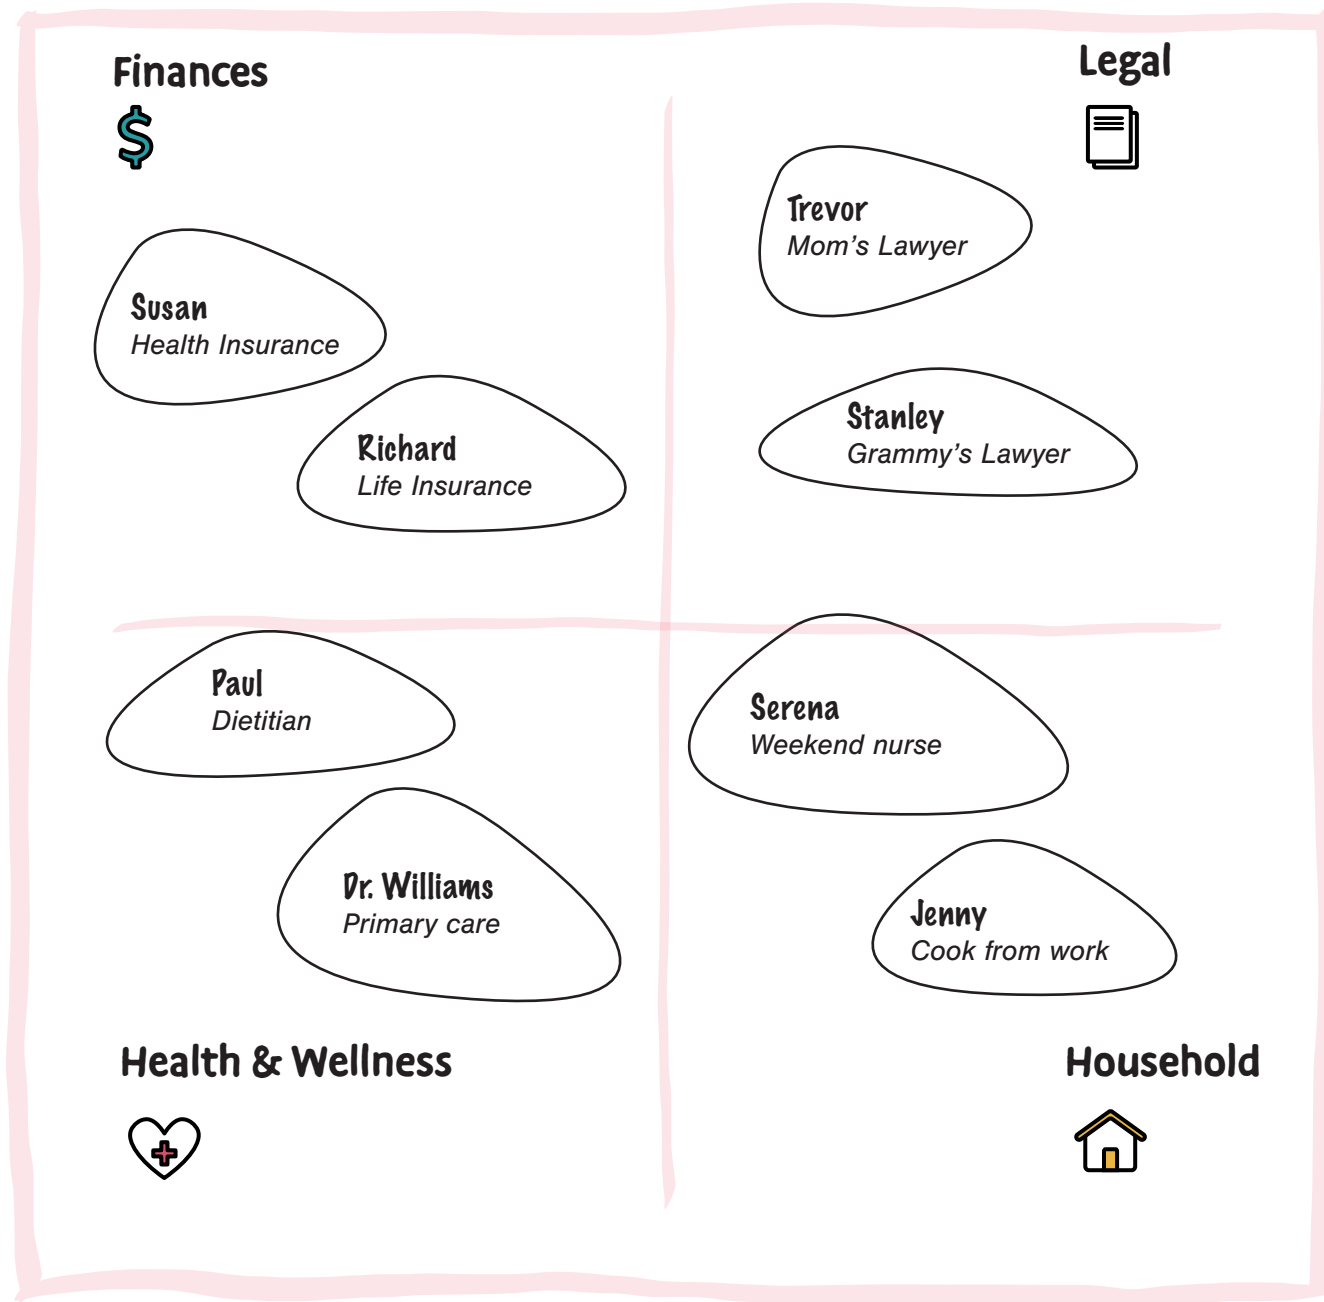 Finances
$
Susan
Health Insurance
Richard
Life Insurance
Legal
Trevor
Mom's Lawyer
Stanley
Grammy's Lawyer
Paul
Dietitian
Dr. Williams
Primary care
Health & Wellness
Serena
Weekend nurse
Jenny
Cook from work
Household